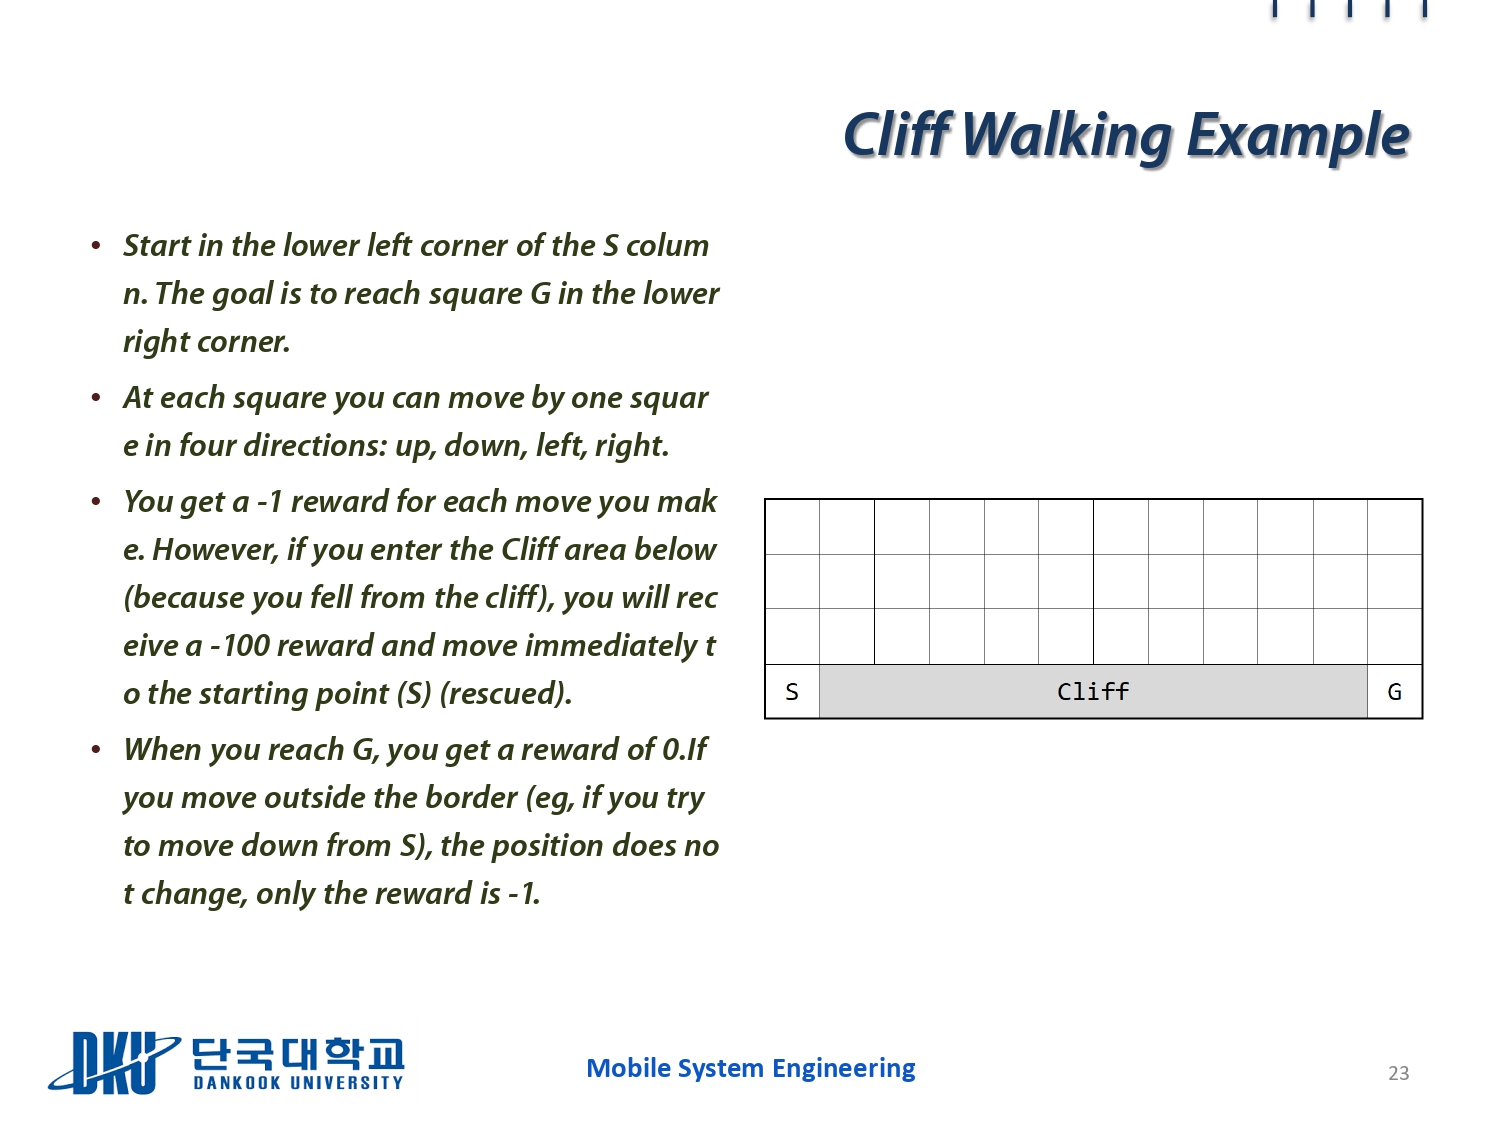 Cliff Walking Example
• Start in the lower left corner of the S colum
n. The goal is to reach square G in the lower
right corner.
• At each square you can move by one squar
e in four directions: up, down, left, right.
• You get a -1 reward for each move you mak
e. However, if you enter the Cliff area below
(because you fell from the cliff), you will rec
eive a -100 reward and move immediately t
o the starting point (S) (rescued).
• When you reach G, you get a reward of 0.If
you move outside the border (eg, if you try
to move down from S), the position does no
t change, only the reward is -1.
S Cliff G
DKU 단국대학교
DANKOOK UNIVERSITY
Mobile System Engineering
23